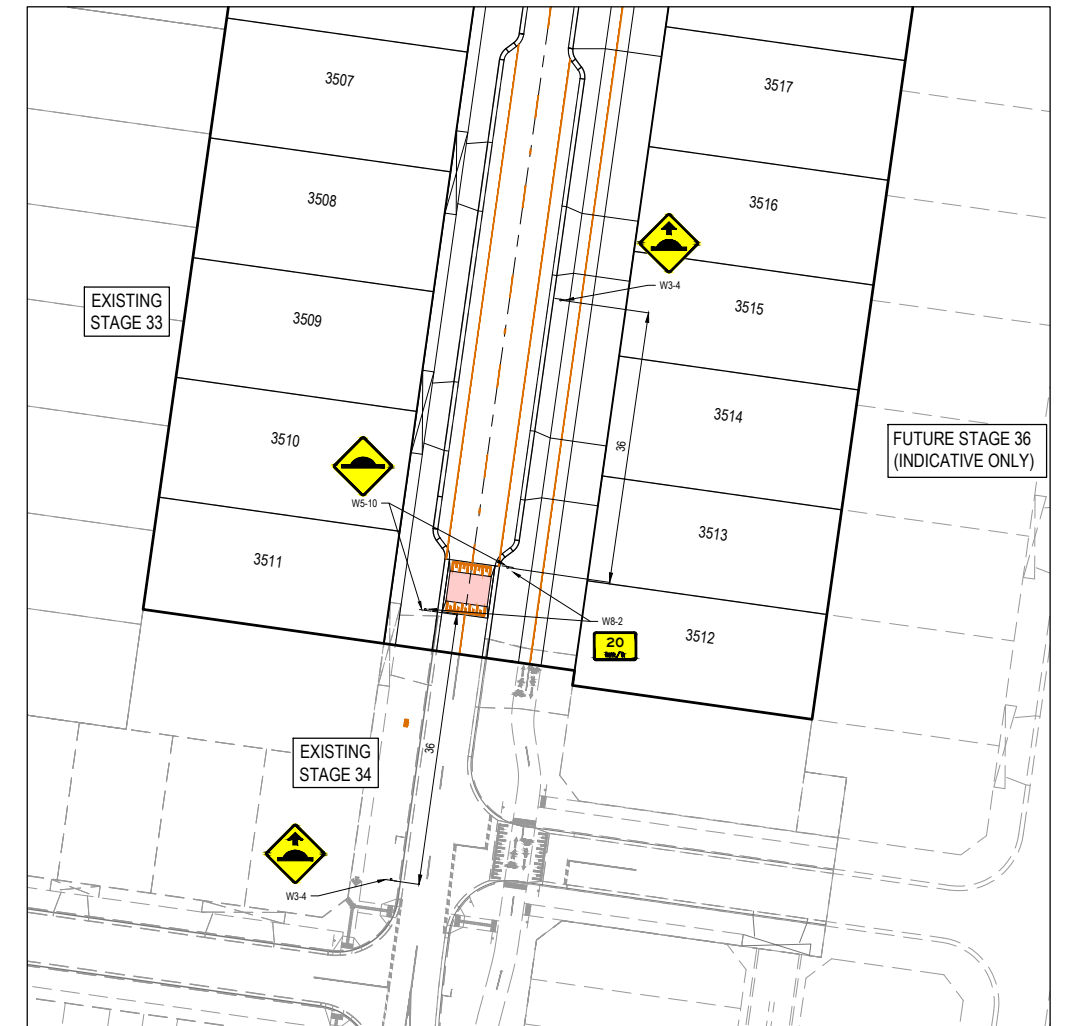 3507
3517
3508
3516
W3-4
EXISTING
STAGE 33
3509
3515
3514
36
3510
FUTURE STAGE 36
(INDICATIVE ONLY)
W5-10
3513
3511
W8-2
20
km/h
3512
36
EXISTING
STAGE 34
W3-4